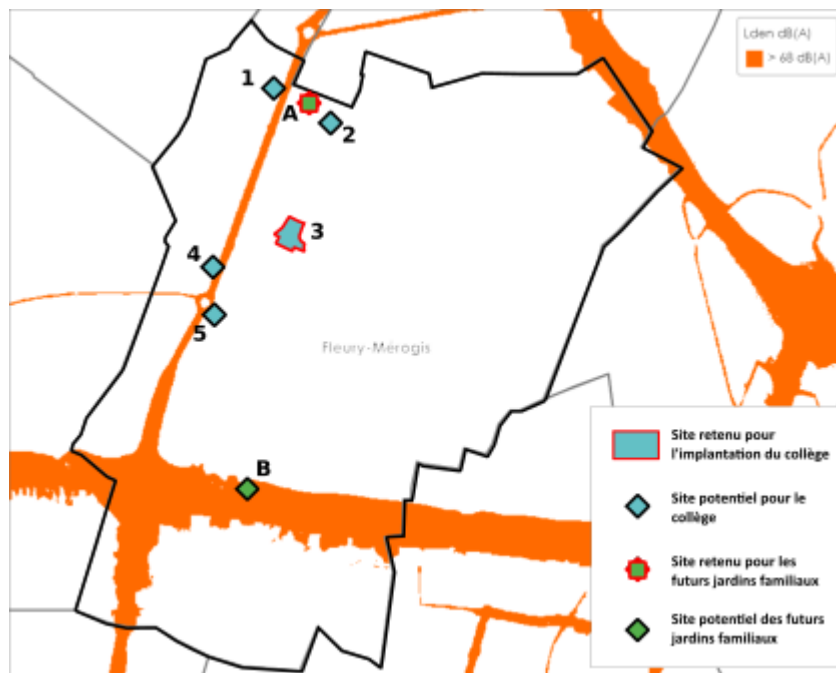 Lden dB(A)
> 68 dB(A)
1
A
2
3
4
5
Fleury-Mérogis
B
Site retenu pour
l'implantation du collège
Site potentiel pour le
collège
Site retenu pour les
futurs jardins familiaux
Site potentiel des futurs
jardins familiaux